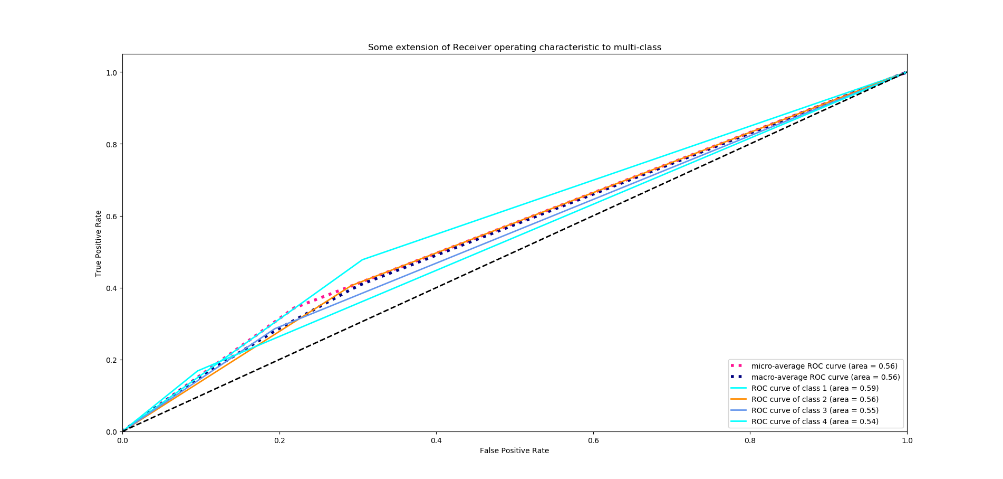 Some extension of Receiver operating characteristic to multi-class
1.0
0.8
0.6
0.4
0.2
0.0
True Positive Rate
0.0 0.2 0.4 0.6 0.8 1.0
False Positive Rate
micro-average ROC curve (area = 0.56)
macro-average ROC curve (area = 0.56)
ROC curve of class 1 (area = 0.59)
ROC curve of class 2 (area = 0.56)
ROC curve of class 3 (area = 0.55)
ROC curve of class 4 (area = 0.54)